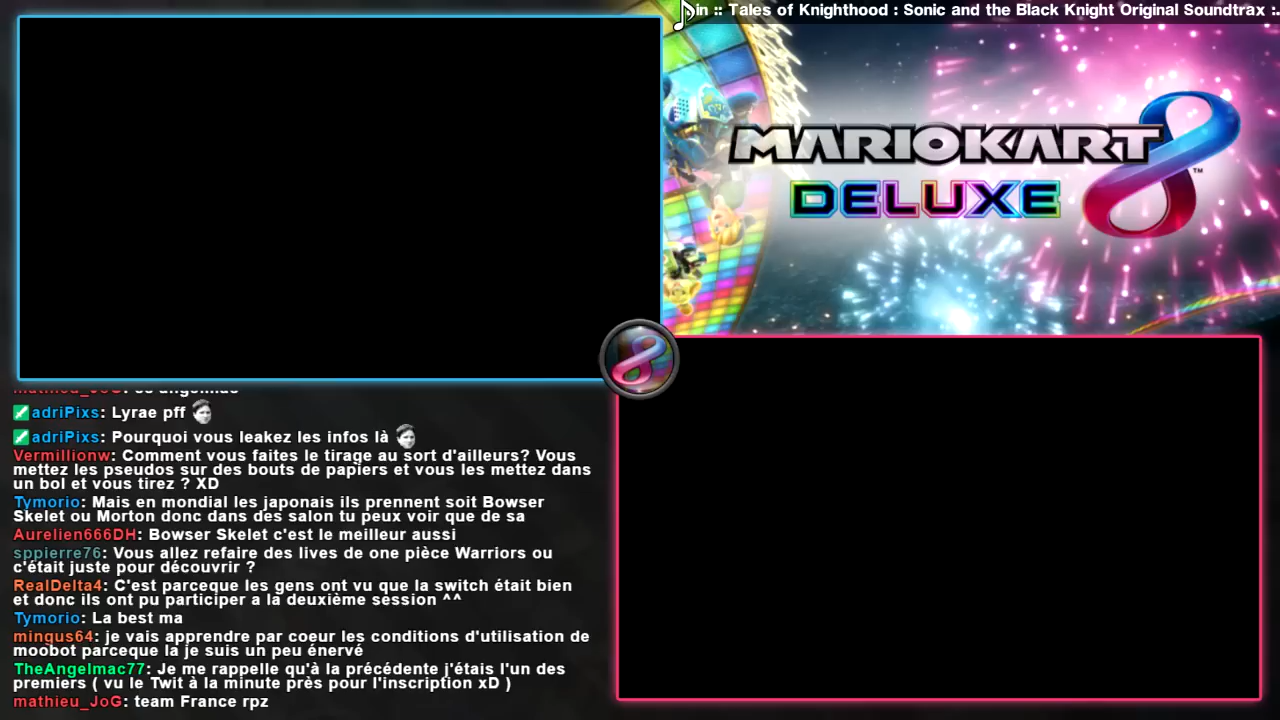 in :: Tales of Knighthood : Sonic and the Black Knight Original Soundtrax :.
MARIOKART 8
TM
DELUXE
mathieu_JoG: se angelmac
adriPixs: Lyrae pff
adriPixs: Pourquoi vous leakez les infos là
Vermillionw: Comment vous faites le tirage au sort d'ailleurs? Vous
mettez les pseudos sur des bouts de papiers et vous les mettez dans
un bol et vous tirez ? XD
Tymorio: Mais en mondial les japonais ils prennent soit Bowser
Skelet ou Morton donc dans des salon tu peux voir que de sa
Aurelien666DH: Bowser Skelet c'est le meilleur aussi
sppierre76: Vous allez refaire des lives de one pièce Warriors ou
c'était juste pour découvrir ?
RealDelta4: C'est parceque les gens ont vu que la switch était bien
et donc ils ont pu participer a la deuxième session ^^
Tymorio: La best ma
mingus64: je vais apprendre par coeur les conditions d'utilisation de
moobot parceque la je suis un peu énervé
TheAngelmac77: Je me rappelle qu'à la précédente j'étais l'un des
premiers ( vu le Twit à la minute près pour l'inscription xD )
mathieu_JoG: team France rpz